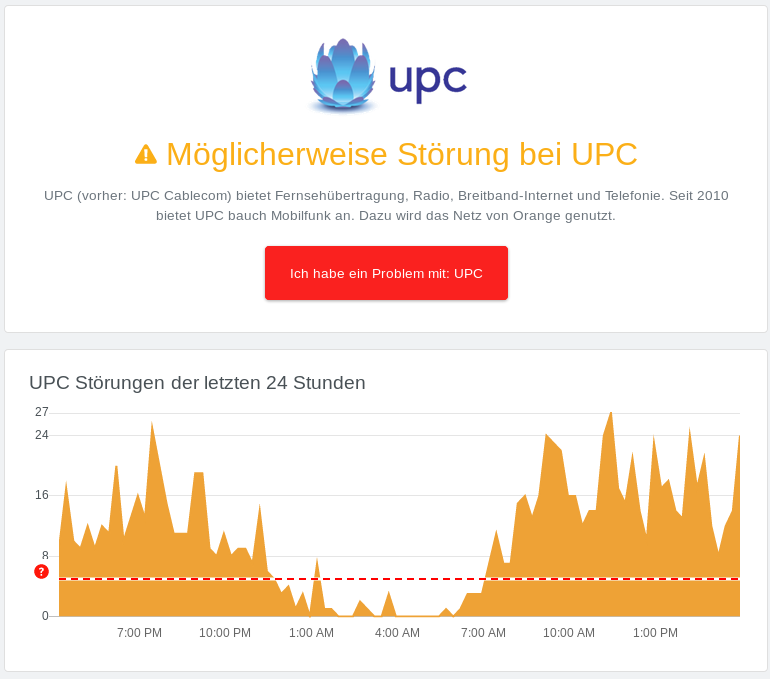 upc
Möglicherweise Störung bei UPC
UPC (vorher: UPC Cablecom) bietet Fernsehübertragung, Radio, Breitband-Internet und Telefonie. Seit 2010
bietet UPC bauch Mobilfunk an. Dazu wird das Netz von Orange genutzt.
Ich habe ein Problem mit: UPC
UPC Störungen der letzten 24 Stunden
27
24
16
8
?
0
7:00 PM 10:00 PM 1:00 AM 4:00 AM 7:00 AM 10:00 AM 1:00 PM